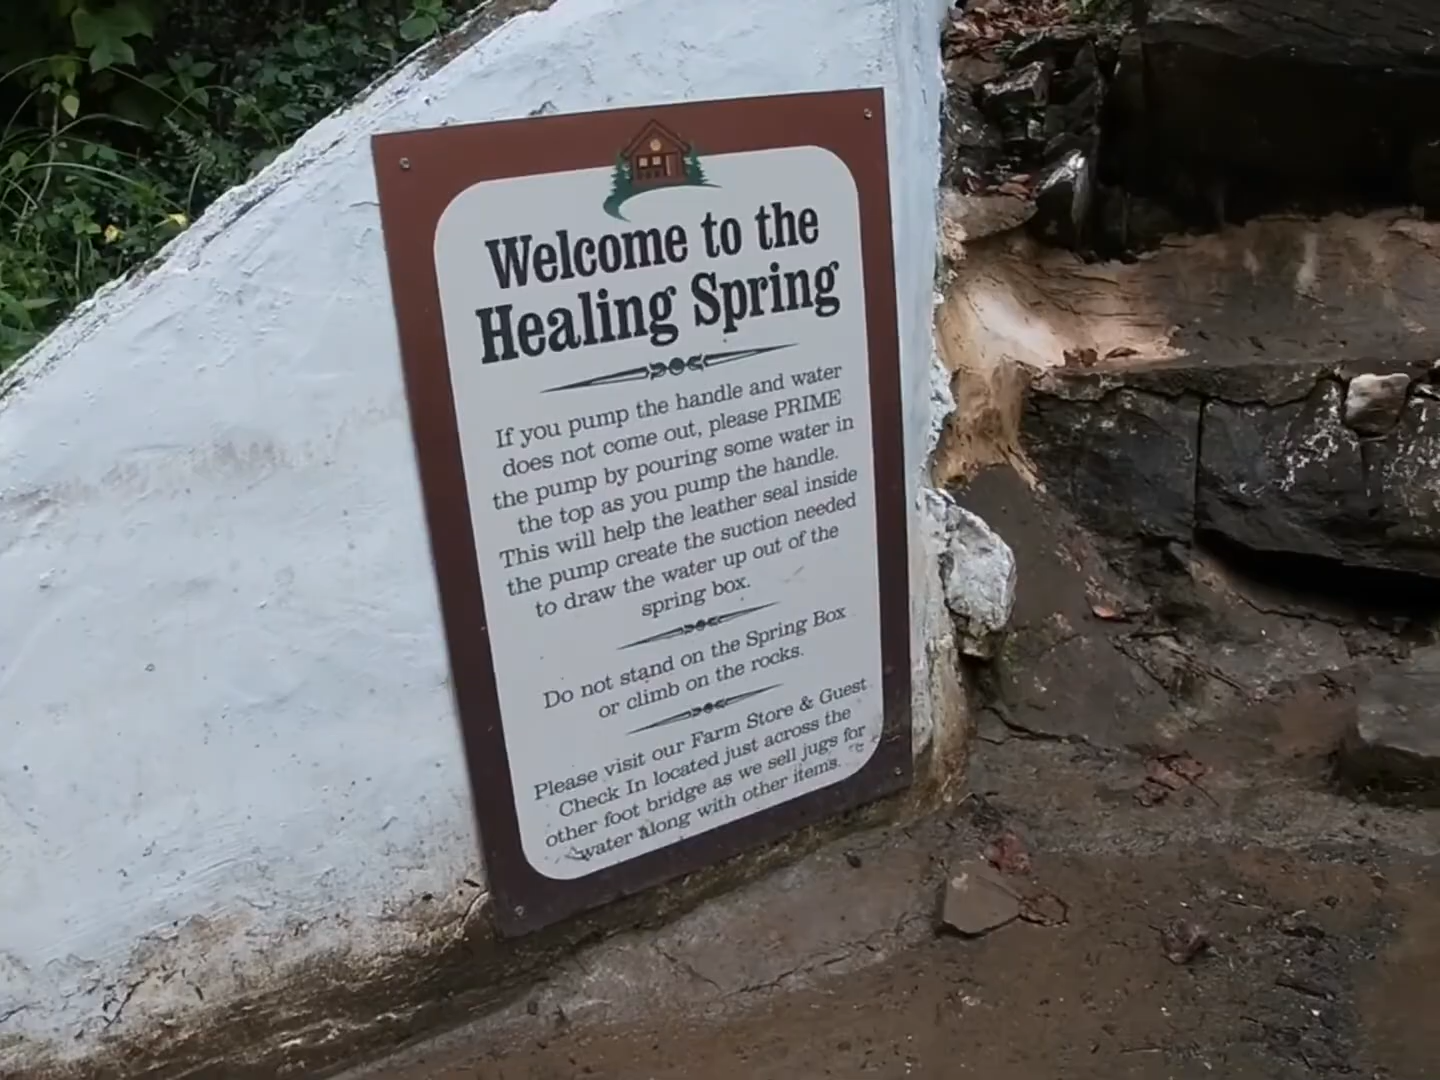 Welcome to the
Healing Spring
If you pump the handle and water
does not come out, please PRIME
the pump by pouring some water in
the top as you pump the handle.
This will help the leather seal inside
the pump create the suction needed
to draw the water up out of the
spring box.
Do not stand on the Spring Box
or climb on the rocks.
Please visit our Farm Store & Guest
Check In located just across the
other foot bridge as we sell jugs for
water along with other items.